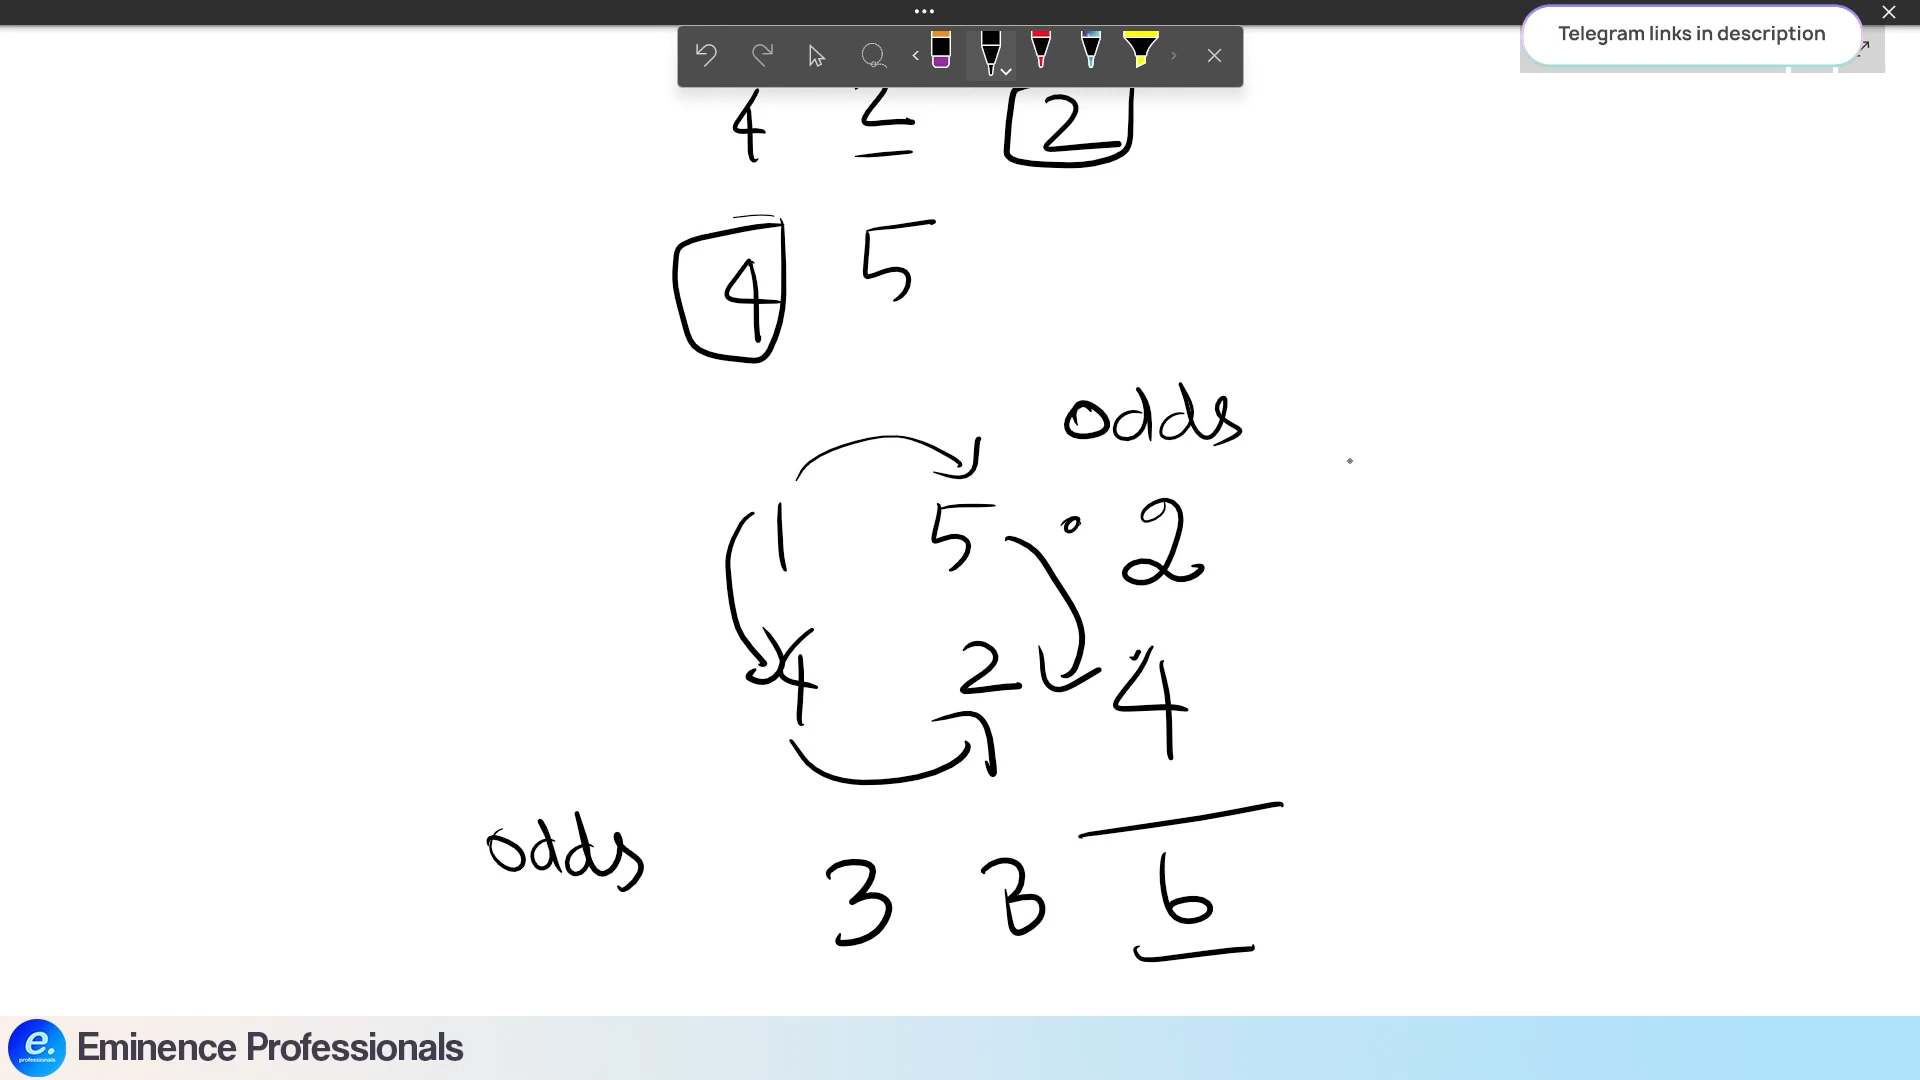 Telegram links in description
4 2 2
4 5
odds
1 5 2
4 2 4
odds
3 3 6
e.
professionals
Eminence Professionals